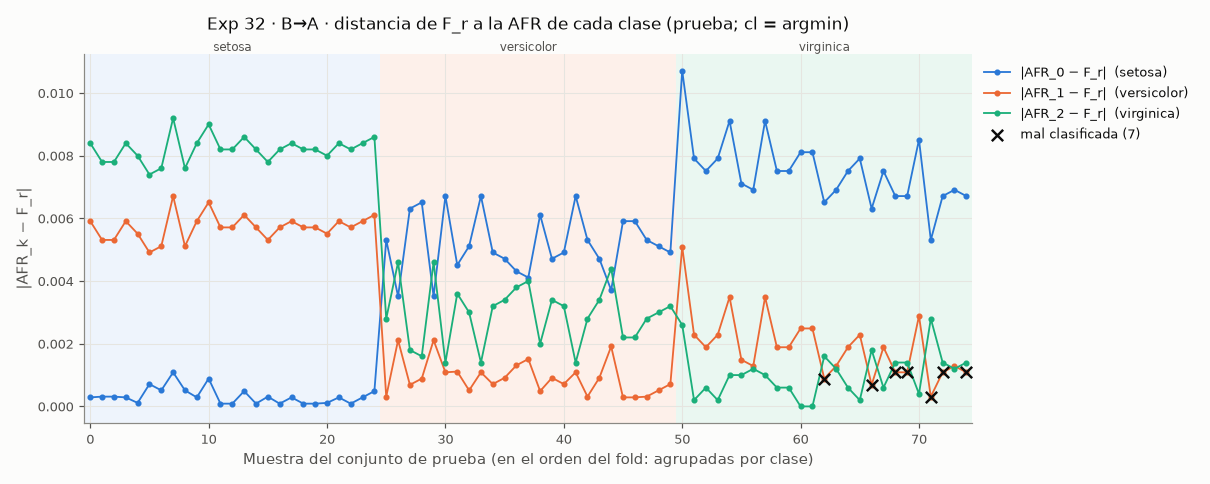 Exp 32 · B→A · distancia de F_r a la AFR de cada clase (prueba; cl = argmin)
setosa
versicolor
virginica
|AFR_0 − F_r| (setosa)
|AFR_1 − F_r| (versicolor)
|AFR_2 − F_r| (virginica)
mal clasificada (7)
|AFR_k − F_r|
0.010
0.008
0.006
0.004
0.002
0.000
0
10
20
30
40
50
60
70
Muestra del conjunto de prueba (en el orden del fold: agrupadas por clase)